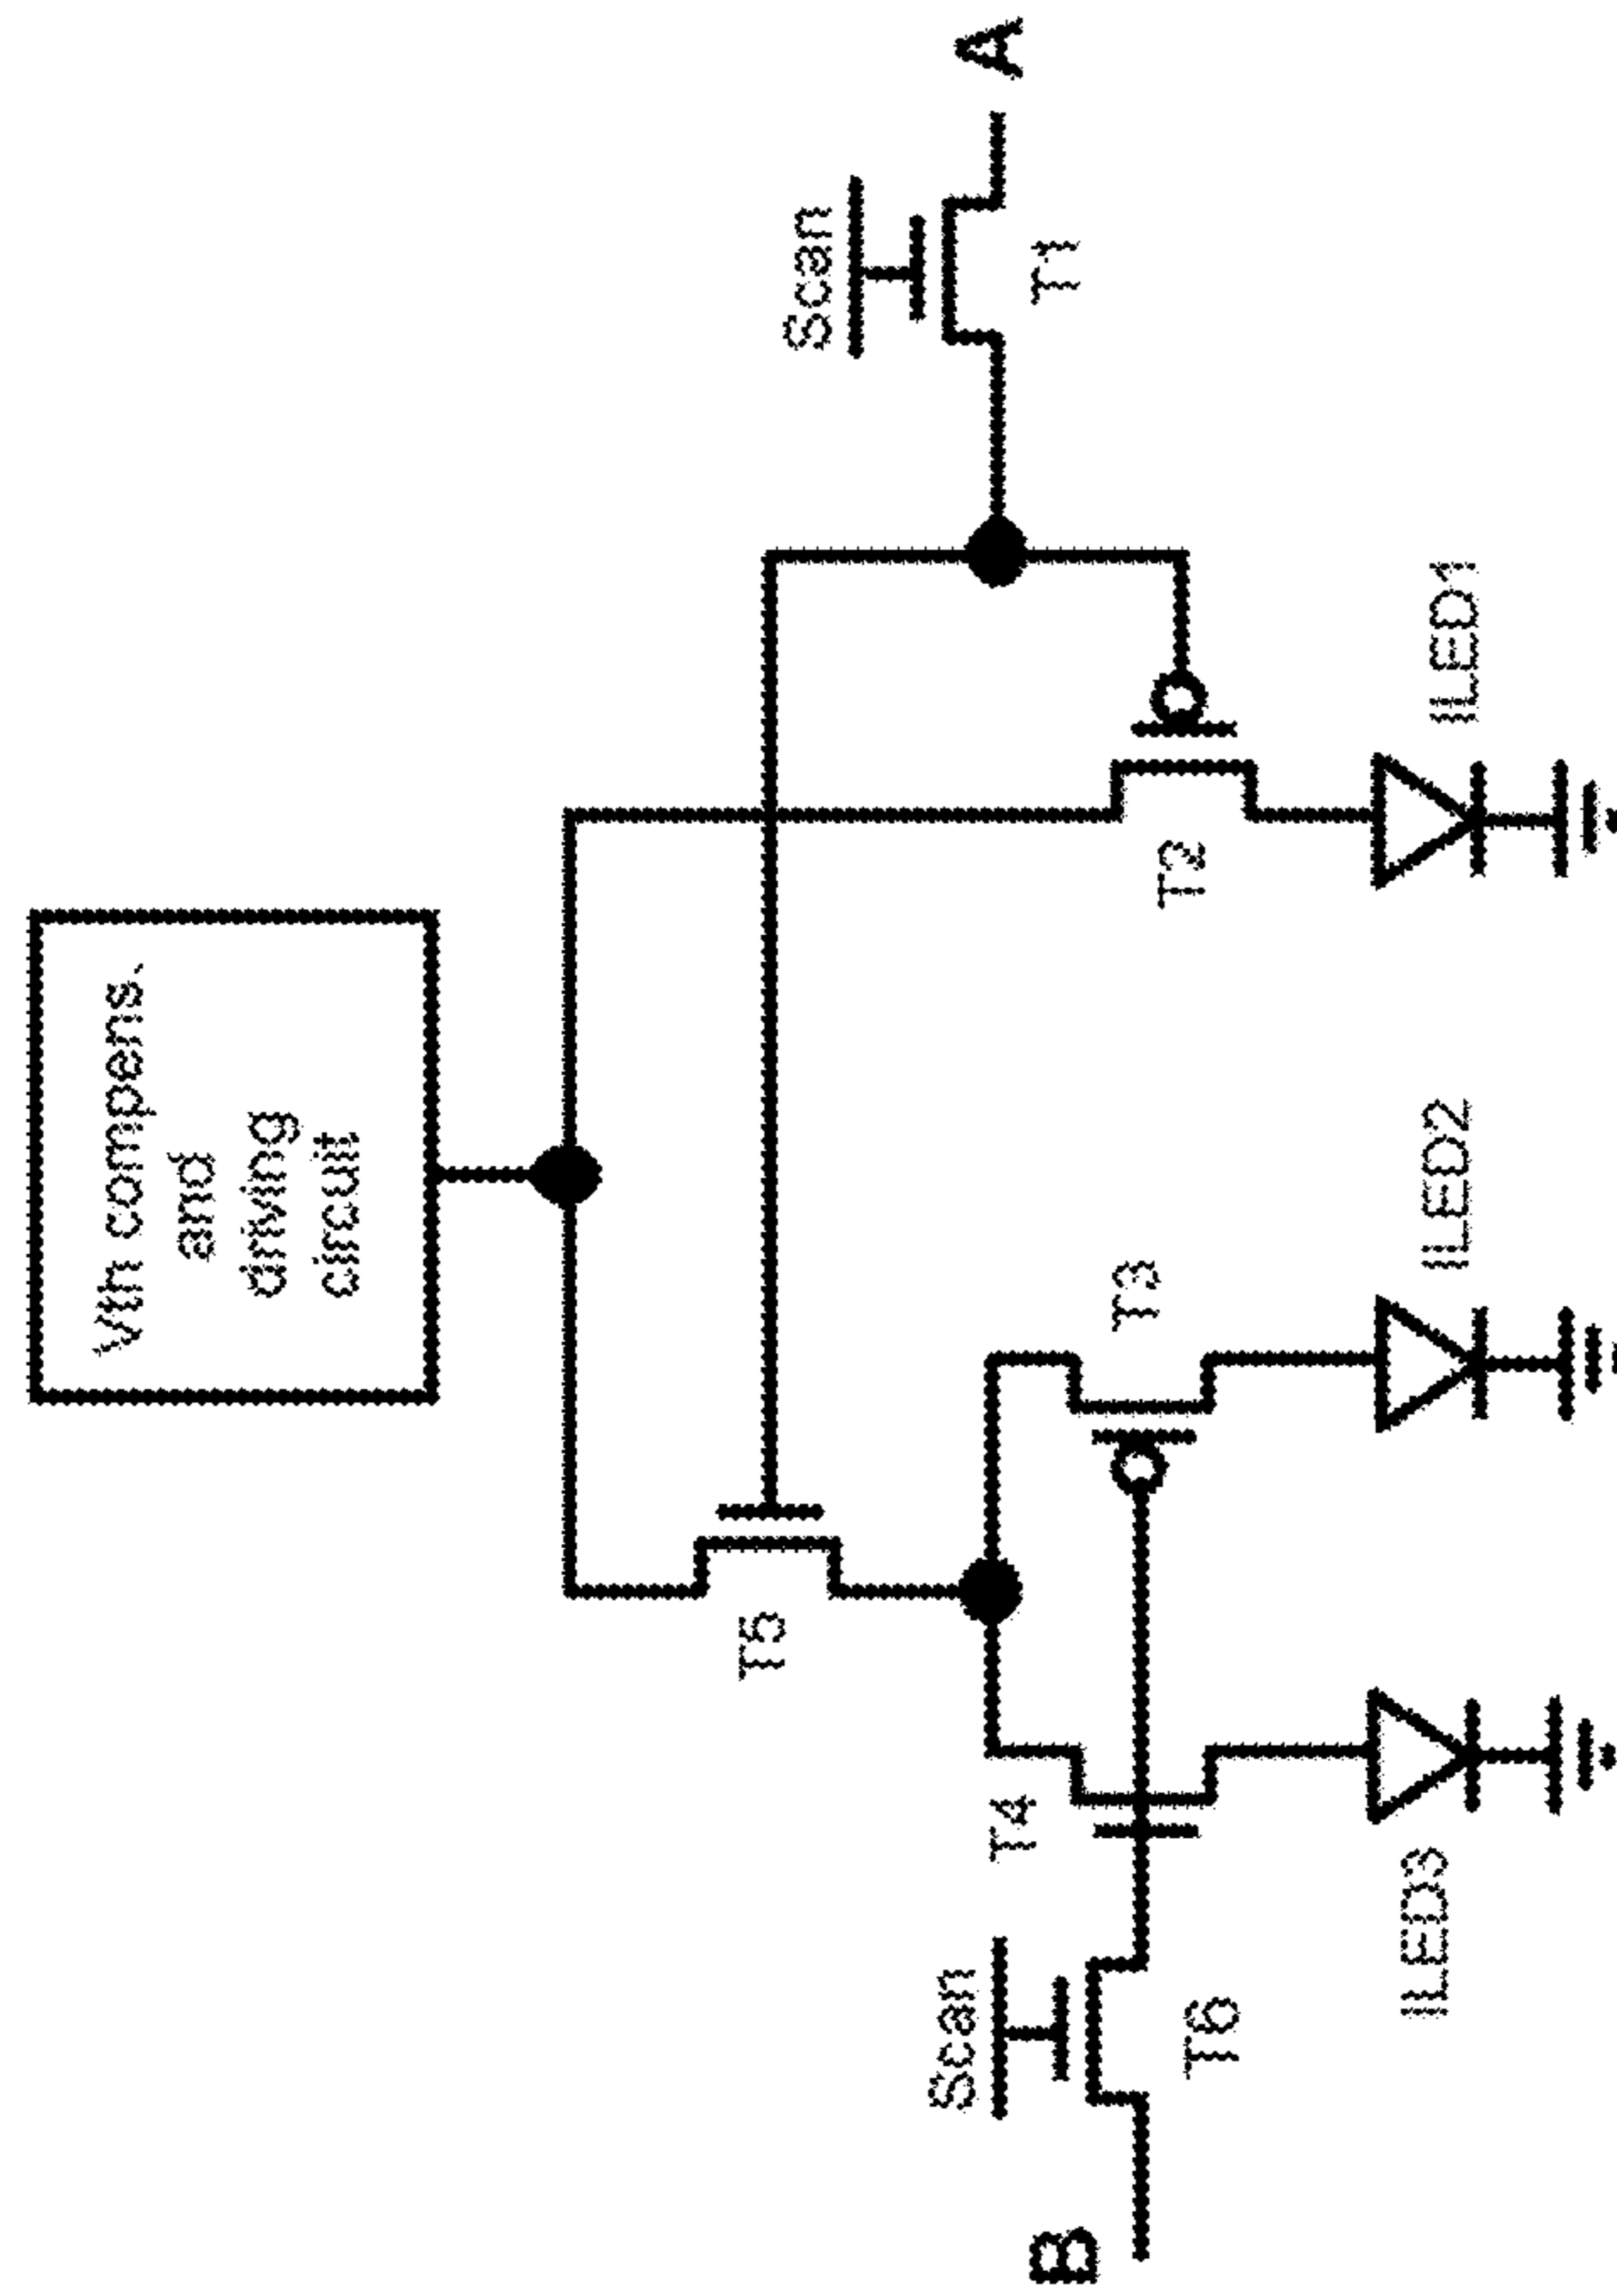 Vth compens.
and
driving
circuit
Scan
A
T1
T5
T2
ILED1
T3
ILED2
T4
ILED3
Scan
T6
B